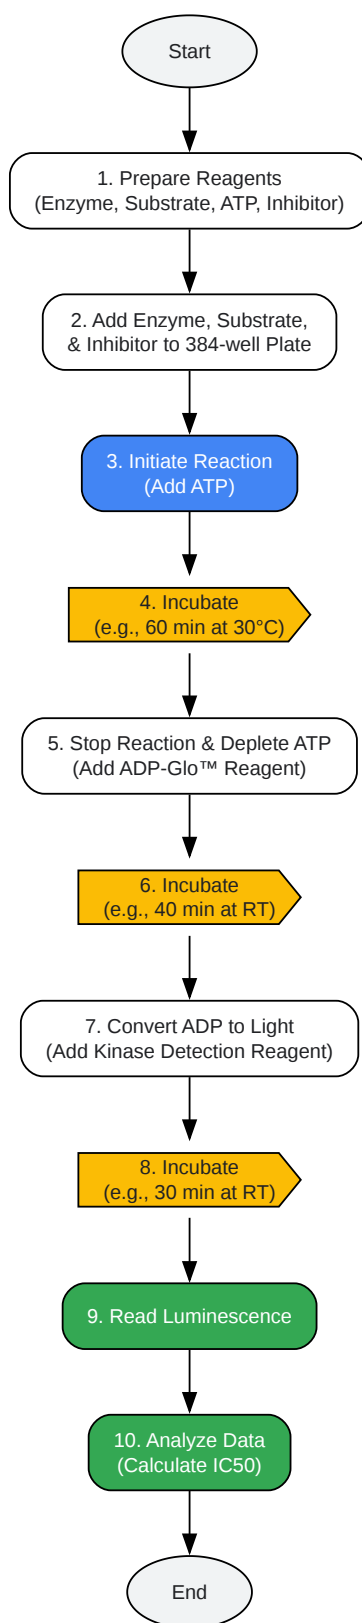 Start
1. Prepare Reagents
(Enzyme, Substrate, ATP, Inhibitor)
2. Add Enzyme, Substrate,
& Inhibitor to 384-well Plate
3. Initiate Reaction
(Add ATP)
4. Incubate
(e.g., 60 min at 30°C)
5. Stop Reaction & Deplete ATP
(Add ADP-Glo™ Reagent)
6. Incubate
(e.g., 40 min at RT)
7. Convert ADP to Light
(Add Kinase Detection Reagent)
8. Incubate
(e.g., 30 min at RT)
9. Read Luminescence
10. Analyze Data
(Calculate IC50)
End